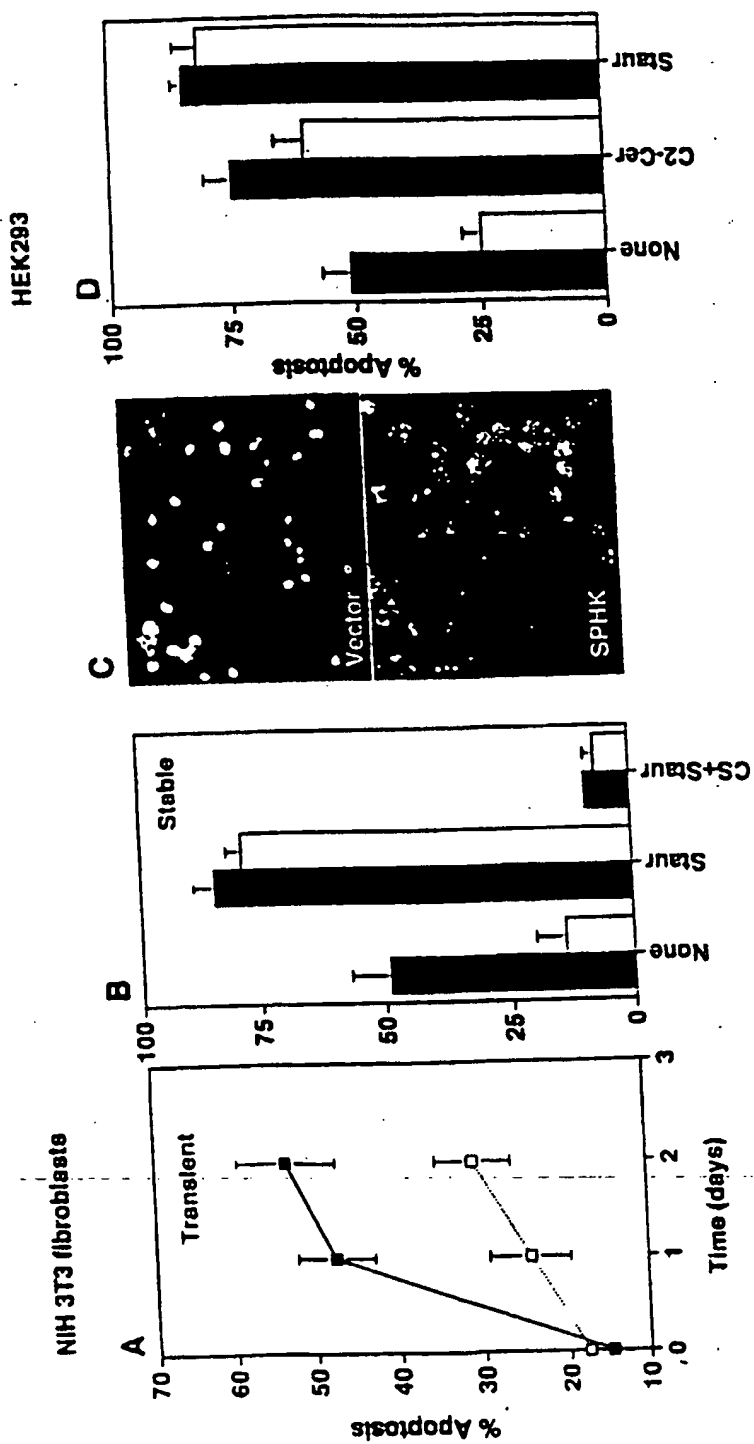 NIH 3T3 fibroblasts
HEK293
A
Transient
% Apoptosis
70
60
50
40
30
20
10
0
1
2
3
Time (days)
B
Stable
100
75
50
25
0
None
Staur
CS+Staur
C
Vector
SPHK
D
% Apoptosis
100
75
50
25
0
None
C2-Cer
Staur